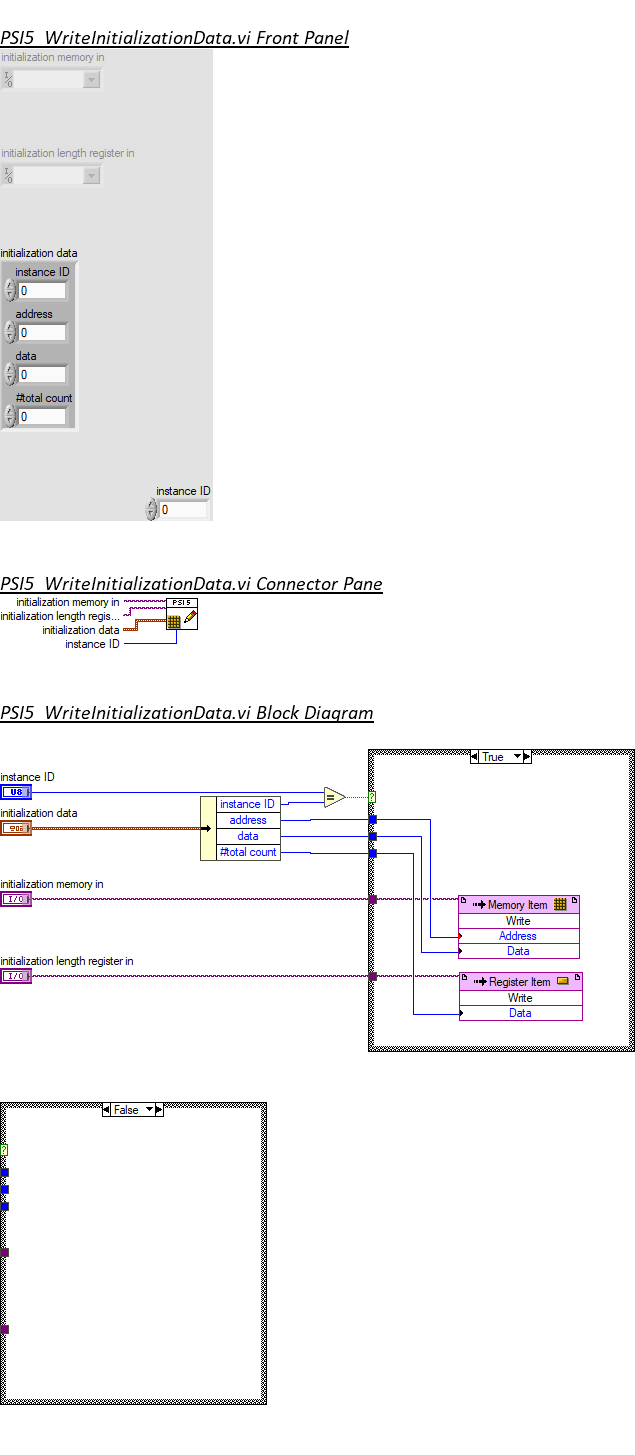 PSI5_WriteInitializationData.vi Front Panel
initialization memory in
I/O
initialization length register in
I/O
initialization data
instance ID
0
address
0
data
0
#total count
0
instance ID
0
PSI5_WriteInitializationData.vi Connector Pane
initialization memory in
initialization length regis...
initialization data
instance ID
PSI5
PSI5_WriteInitializationData.vi Block Diagram
True
instance ID
U8
=
?
instance ID
initialization data
address
data
#total count
initialization memory in
I/O
Memory Item
Write
Address
Data
initialization length register in
I/O
Register Item
Write
Data
False
?